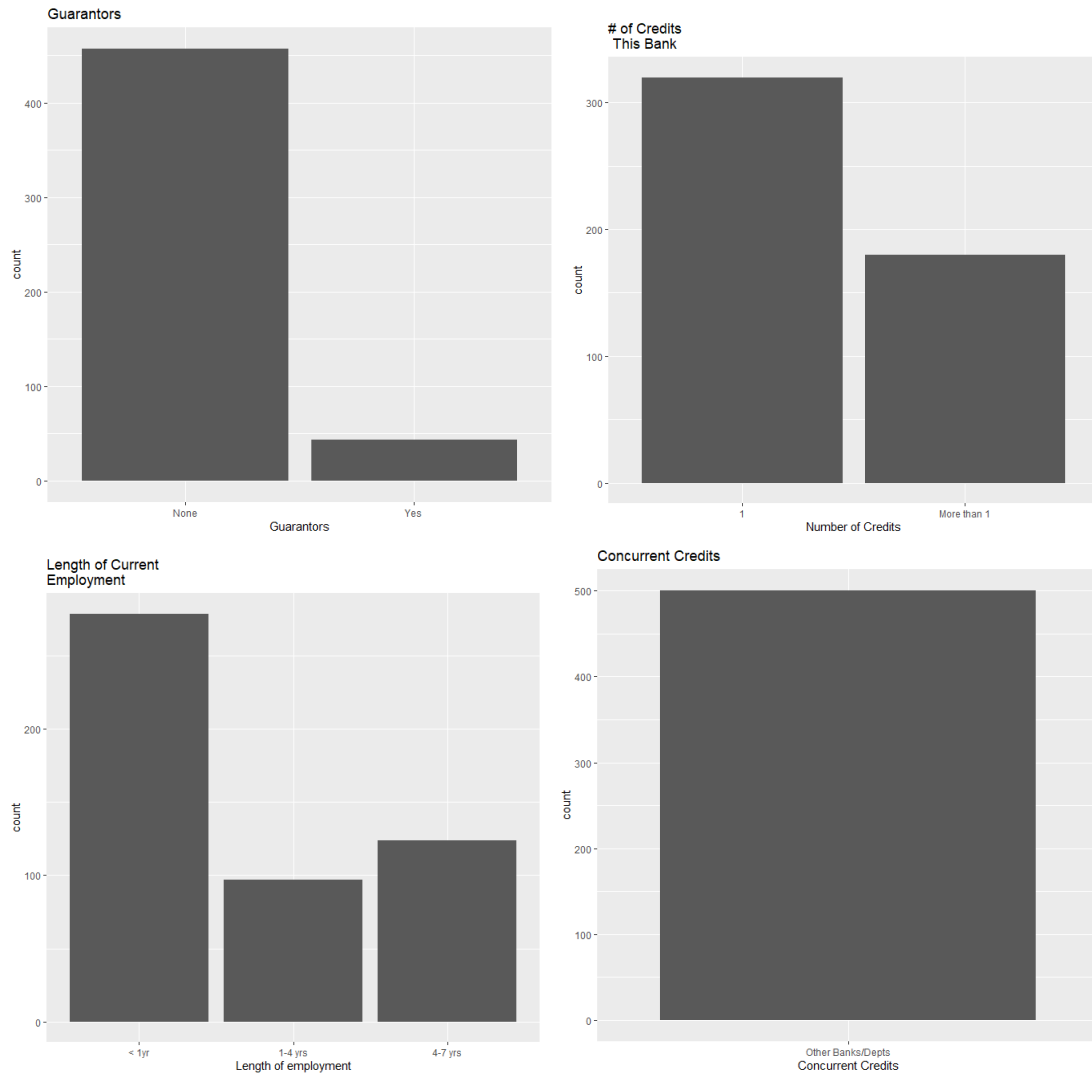 Guarantors
400
300
200
100
0
count
None
Yes
Guarantors
# of Credits
This Bank
300
200
100
0
count
1
More than 1
Number of Credits
Length of Current
Employment
200
100
0
count
< 1yr
1-4 yrs
4-7 yrs
Length of employment
Concurrent Credits
500
400
300
200
100
0
count
Other Banks/Depts
Concurrent Credits